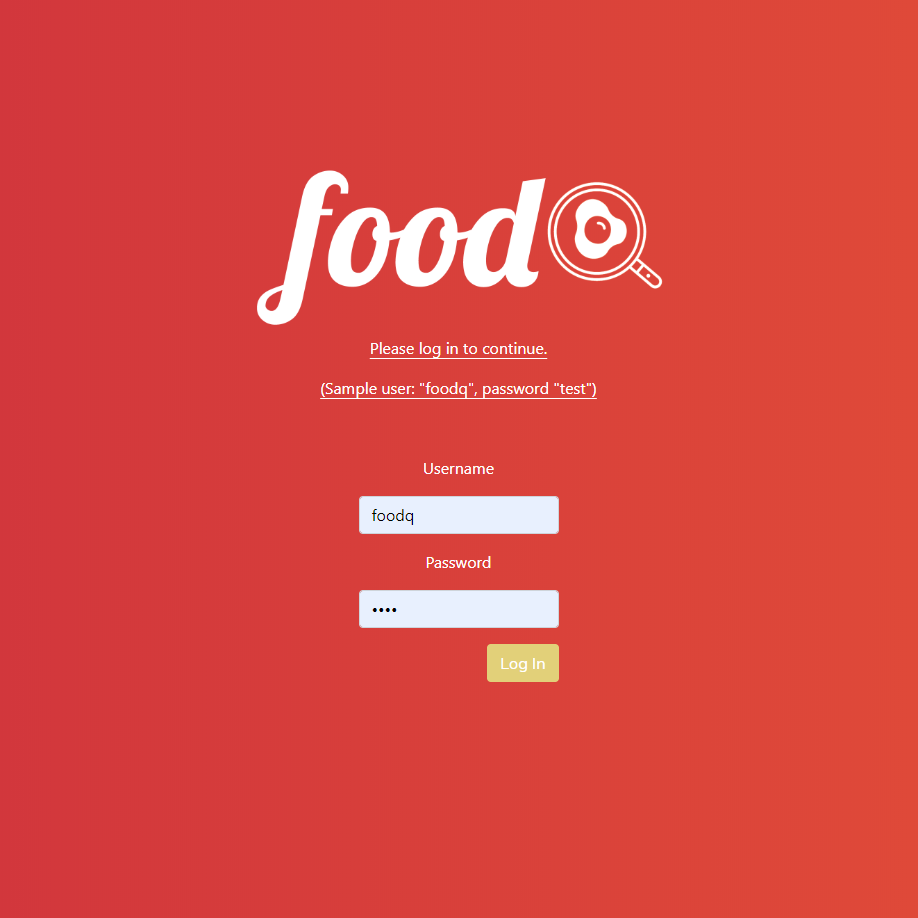 food
Please log in to continue.
(Sample user: "foodq", password "test")
Username
foodq
Password
••••
Log In